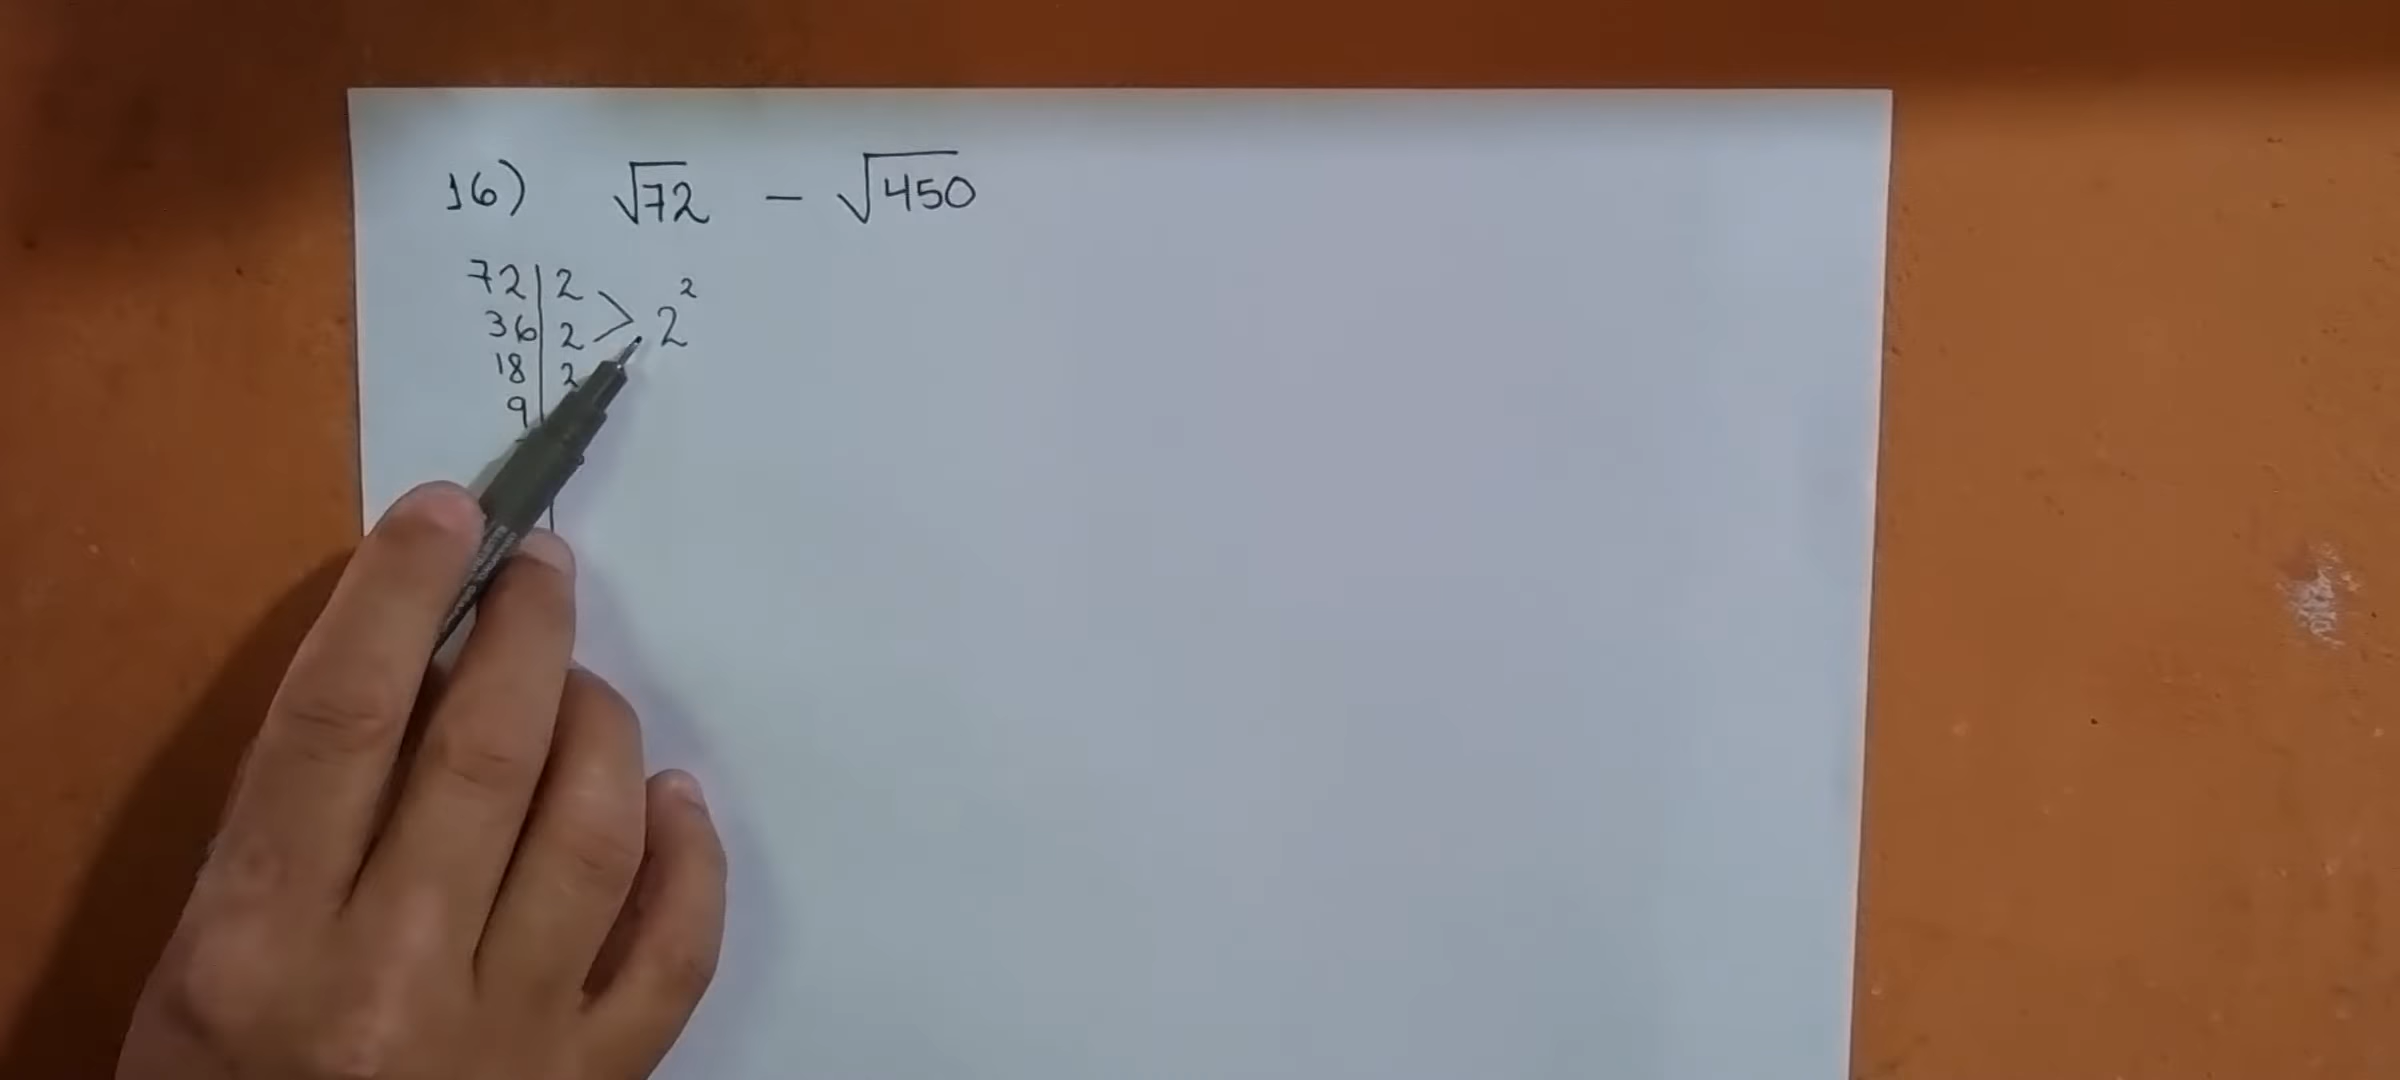 16) √72 - √450
72 | 2
36 | 2 > 2²
18 | 2
9